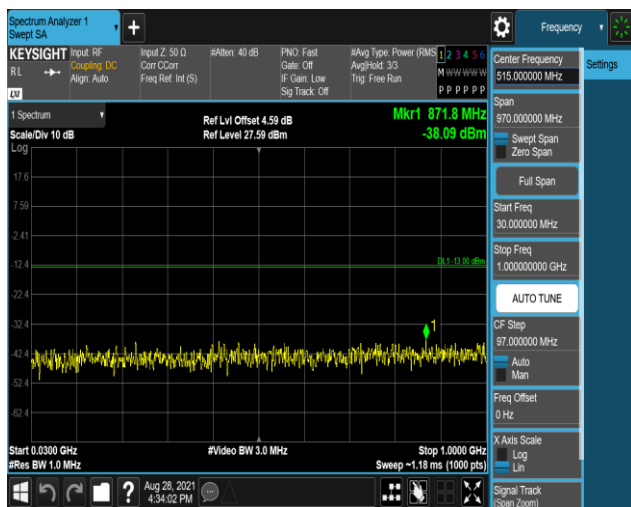 Spectrum Analyzer 1
Swept SA
+
Frequency
KEYSIGHT
RL
LXI
Input: RF
Coupling: DC
Align: Auto
Input Z: 50 Ω
Corr CCorr
Freq Ref: Int (S)
#Atten: 40 dB
PNO: Fast
Gate: Off
IF Gain: Low
Sig Track: Off
#Avg Type: Power (RMS
Avg|Hold: 3/3
Trig: Free Run
1 2 3 4 5 6
M W W W W W
P P P P P P
Center Frequency
515.000000 MHz
Settings
Span
970.000000 MHz
Swept Span
Zero Span
Full Span
Start Freq
30.000000 MHz
Stop Freq
1.000000000 GHz
AUTO TUNE
CF Step
97.000000 MHz
Auto
Man
Freq Offset
0 Hz
X Axis Scale
Log
Lin
Signal Track
(Span Zoom)
1 Spectrum
Scale/Div 10 dB
Log
Ref Lvl Offset 4.59 dB
Ref Level 27.59 dBm
Mkr1 871.8 MHz
-38.09 dBm
17.6
7.59
-2.41
-12.4
DL1 -13.00 dBm
-22.4
-32.4
1
-42.4
-52.4
-62.4
Start 0.0300 GHz
#Res BW 1.0 MHz
#Video BW 3.0 MHz
Stop 1.0000 GHz
Sweep ~1.18 ms (1000 pts)
?
Aug 28, 2021
4:34:02 PM